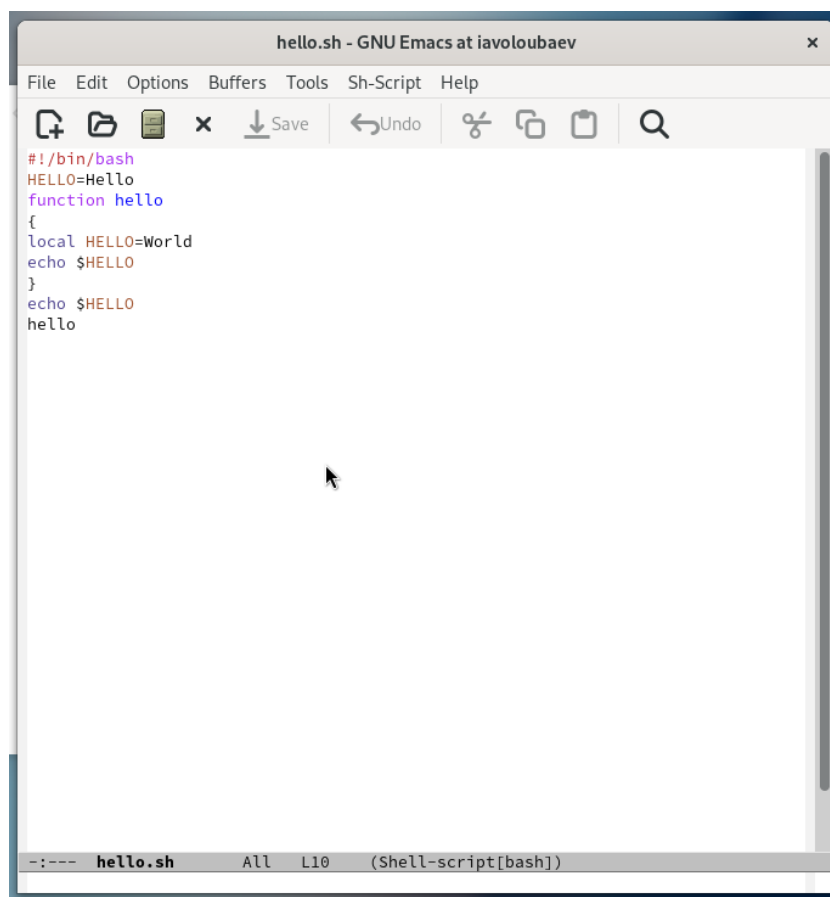 hello.sh - GNU Emacs at iavoloubaev
File Edit Options Buffers Tools Sh-Script Help
Save Undo
#!/bin/bash
HELLO=Hello
function hello
{
local HELLO=World
echo $HELLO
}
echo $HELLO
hello
-:--- hello.sh All L10 (Shell-script[bash])